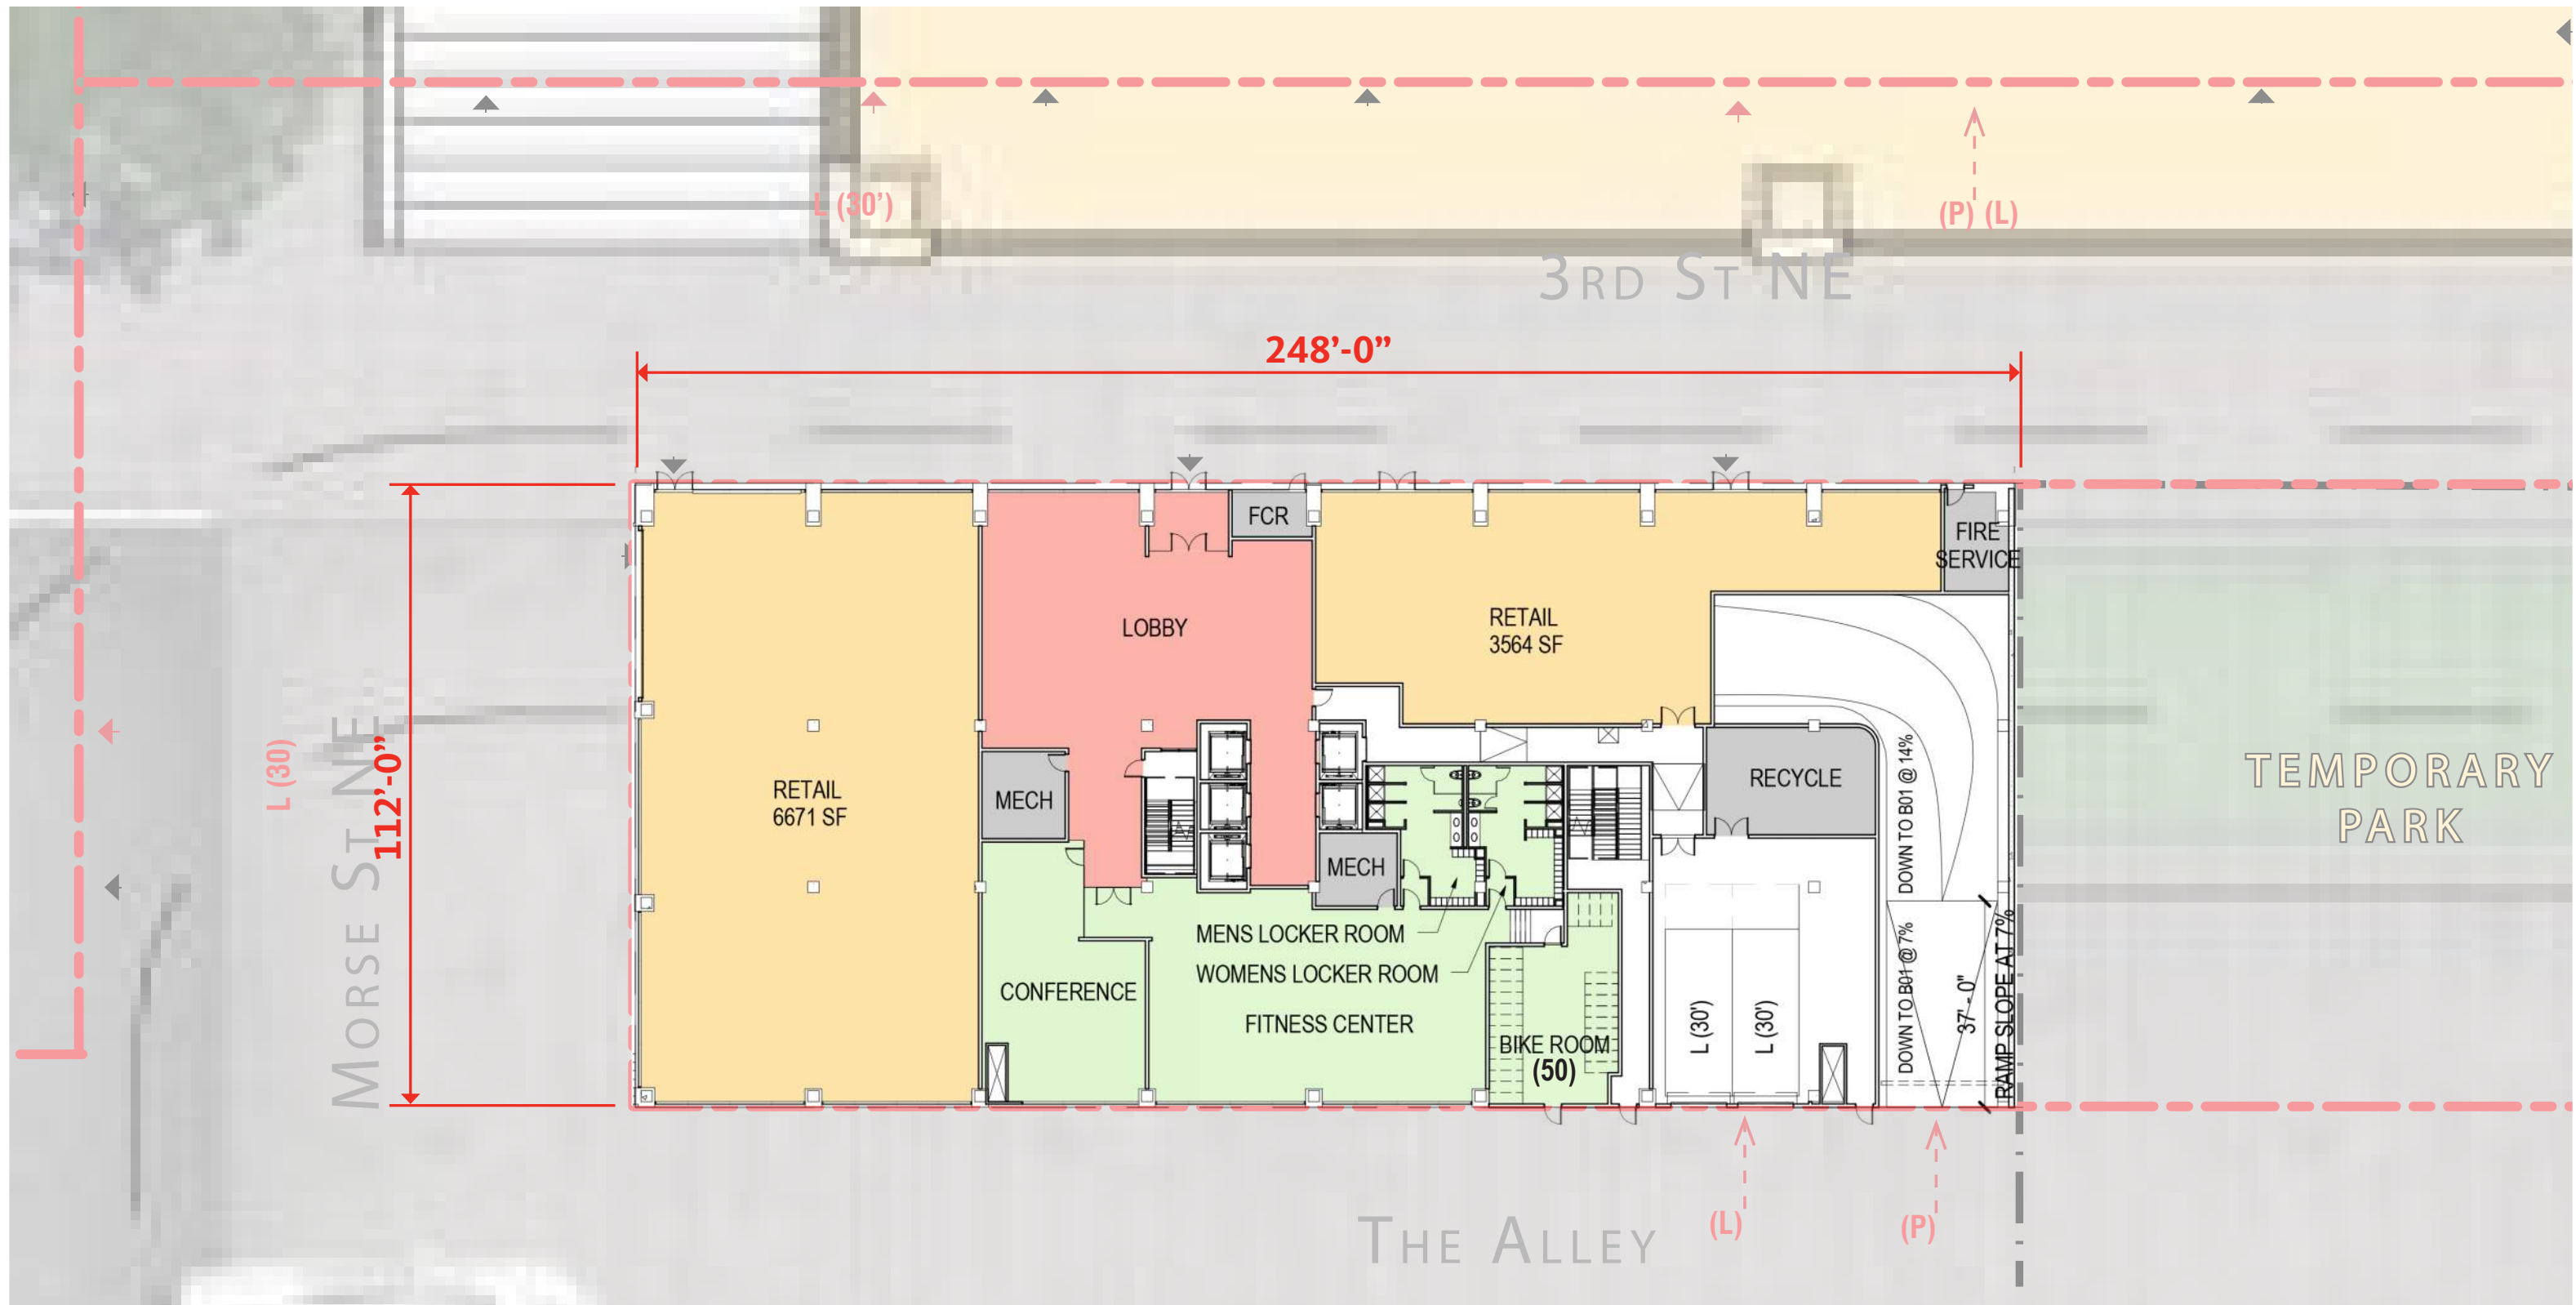 L (30')
(P) (L)
3RD ST NE
248'-0"
FCR
FIRE
SERVICE
LOBBY
RETAIL
3564 SF
L (30)
MORSE ST NE
112'-0"
RETAIL
6671 SF
MECH
MECH
RECYCLE
DOWN TO B01 @ 14%
TEMPORARY
PARK
MENS LOCKER ROOM
WOMENS LOCKER ROOM
CONFERENCE
FITNESS CENTER
BIKE ROOM
(50)
L (30')
L (30')
DOWN TO B01 @ 7%
37' - 0"
RAMP SLOPE AT 7%
THE ALLEY
(L)
(P)